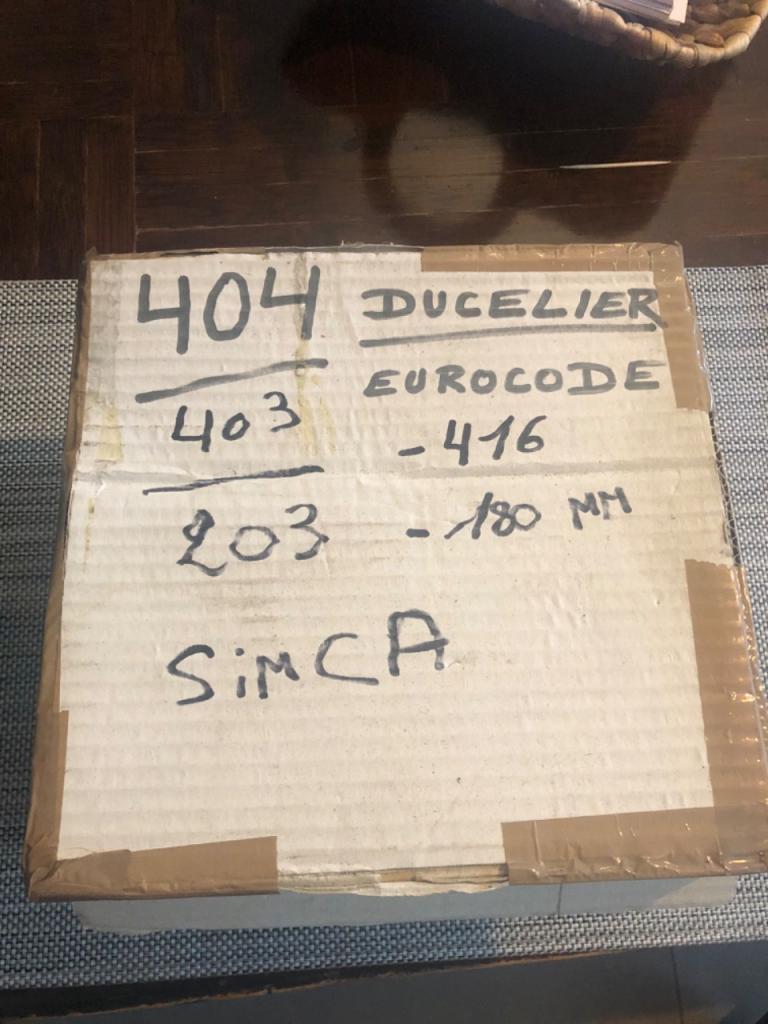 404 DUCELIER
403 EUROCODE
203 - 416
- 180 MM
SiMCA